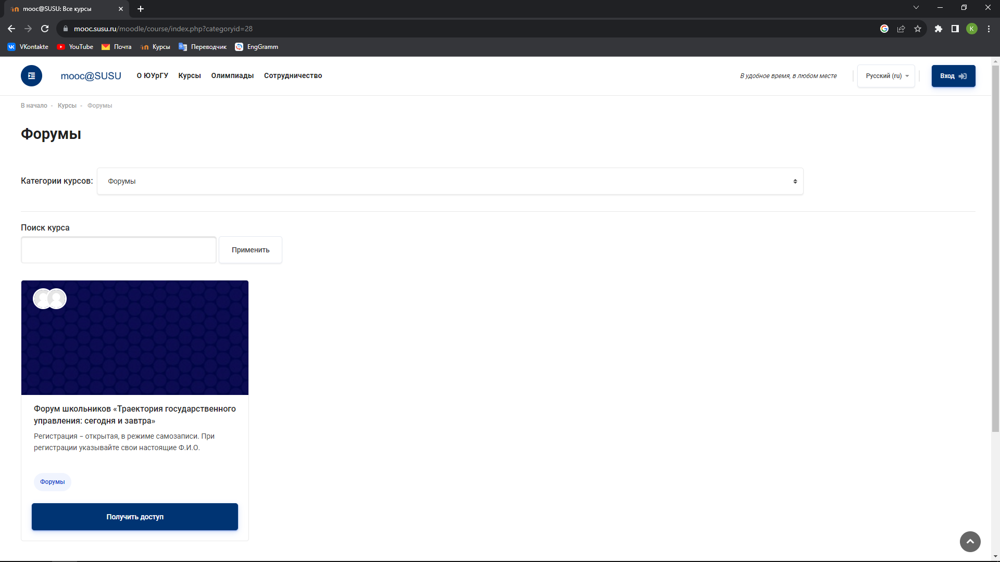 mooc@SUSU: Все курсы
mooc.susu.ru/moodle/course/index.php?categoryid=28
K
VKontakte YouTube Почта Курсы Переводчик EngGramm
mooc@SUSU О ЮУрГУ Курсы Олимпиады Сотрудничество В удобное время, в любом месте Русский (ru) Вход
В начало - Курсы - Форумы
Форумы
Категории курсов: Форумы
Поиск курса
Применить
Форум школьников «Траектория государственного
управления: сегодня и завтра»
Регистрация – открытая, в режиме самозаписи. При
регистрации указывайте свои настоящие Ф.И.О.
Форумы
Получить доступ